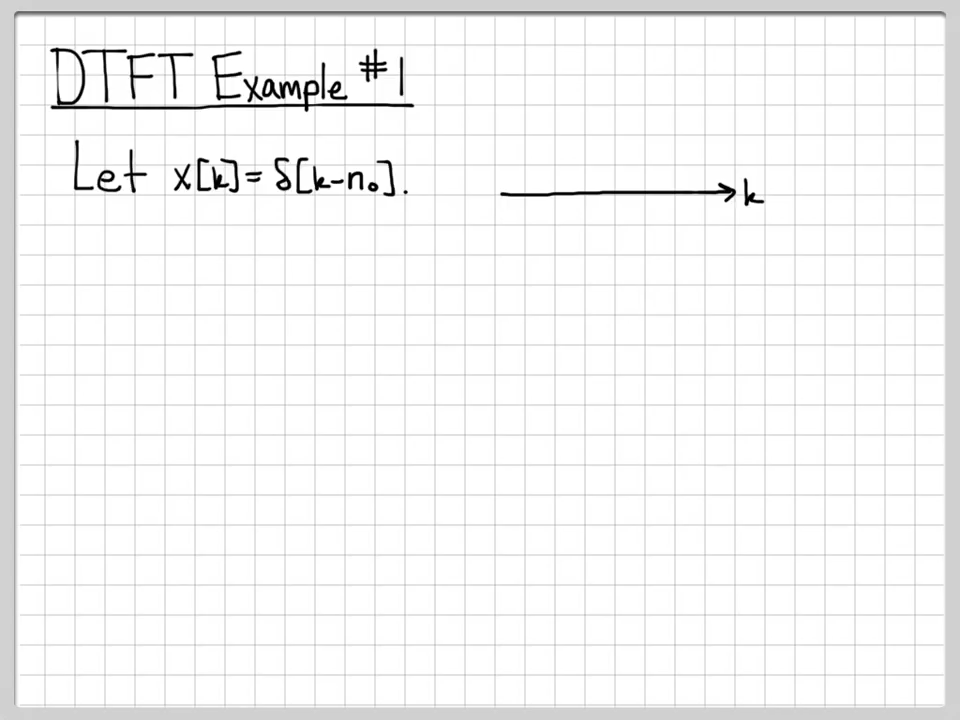 DTFT Example #1
Let x[k] = δ[k-n₀].
k